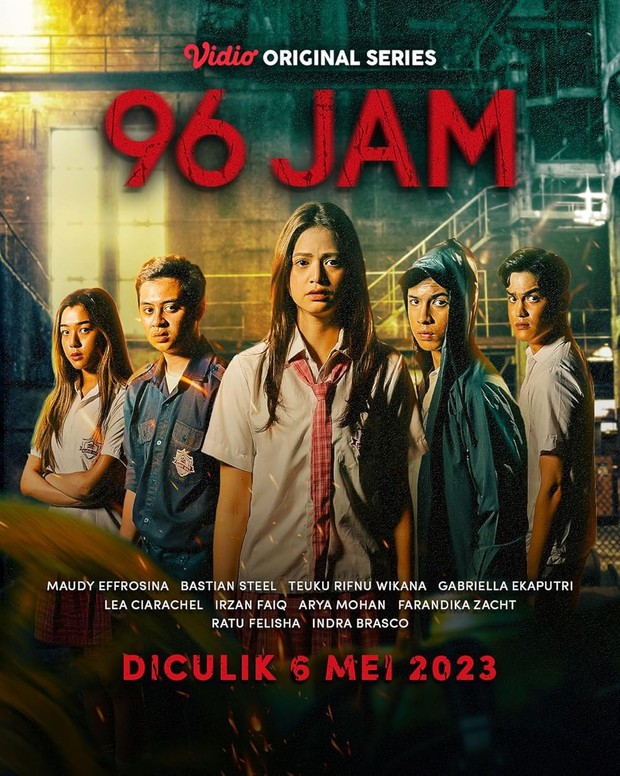 Vidio ORIGINAL SERIES
96 JAM
MAUDY EFFROSINA BASTIAN STEEL TEUKU RIFNU WIKANA GABRIELLA EKAPUTRI
LEA CIARACHEL IRZAN FAIQ ARYA MOHAN FARANDIKA ZACHT
RATU FELISHA INDRA BRASCO
DICULIK 6 MEI 2023